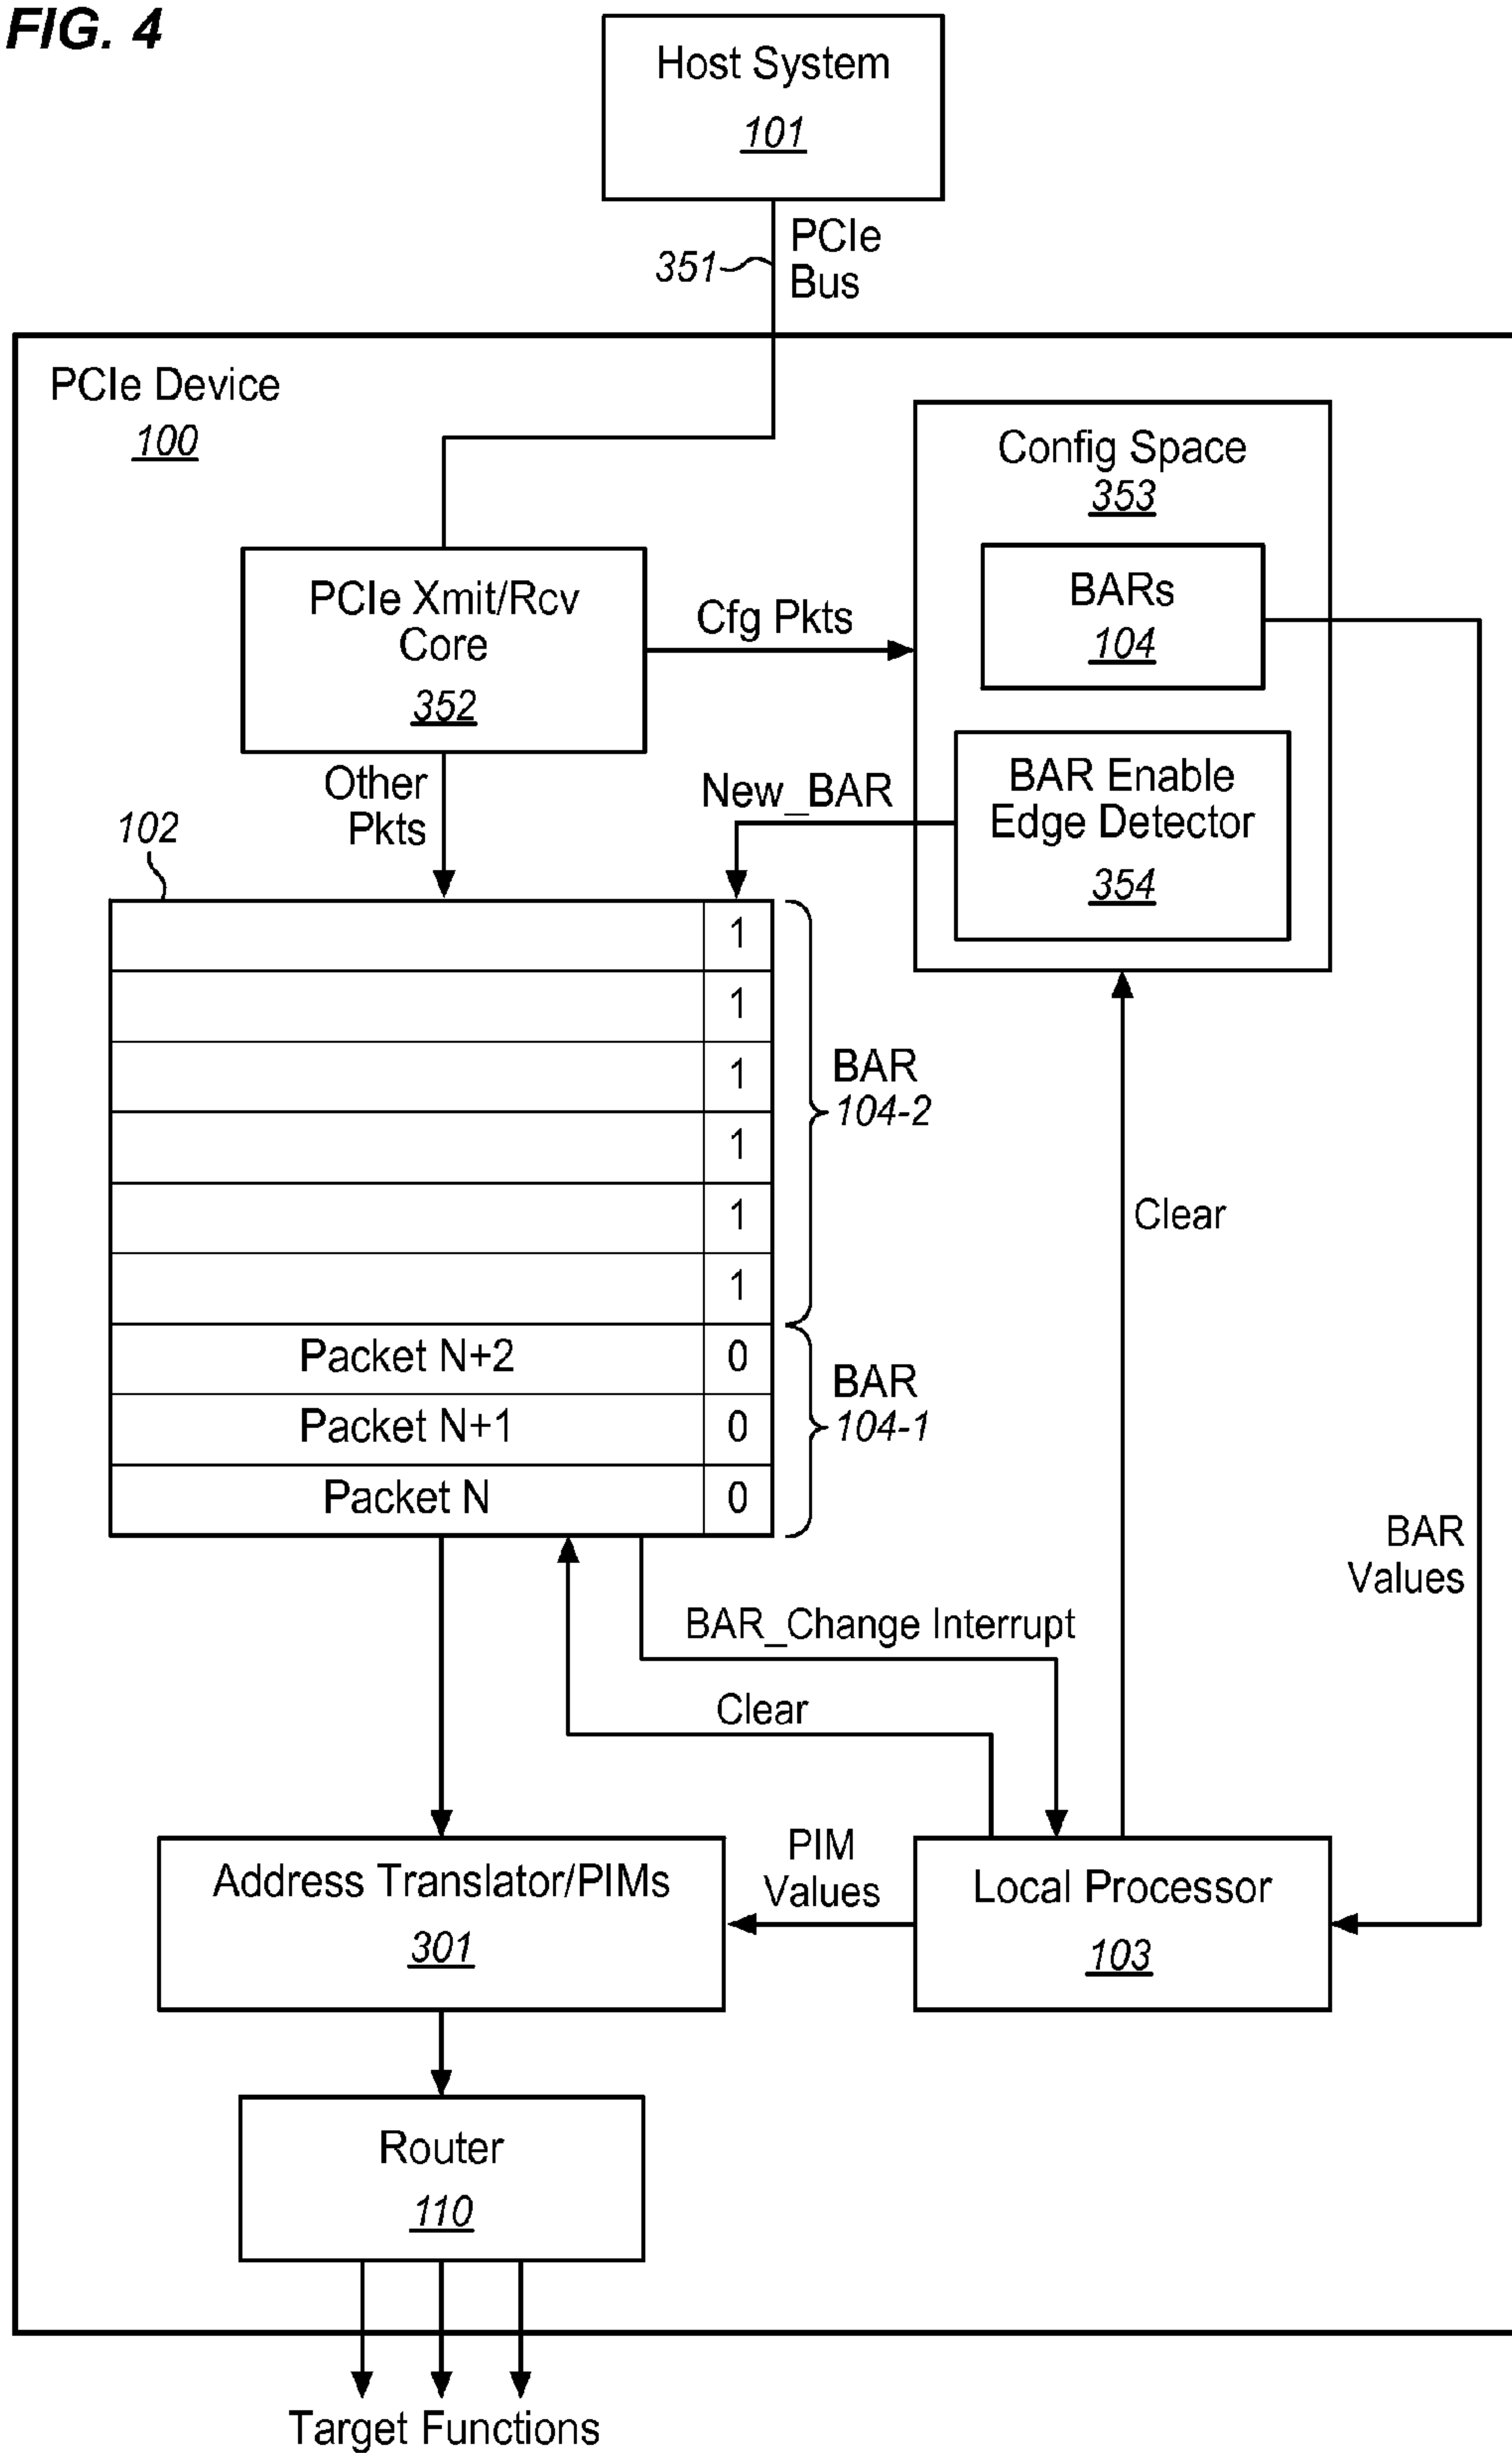 FIG. 4
Host System
101
351
PCIe
Bus
PCIe Device
100
Config Space
353
BARs
104
PCIe Xmit/Rcv
Core
352
Cfg Pkts
Other
Pkts
New_BAR
BAR Enable
Edge Detector
354
102
1
1
1
1
1
1
BAR
104-2
Packet N+2 0
Packet N+1 0
Packet N 0
BAR
104-1
Clear
BAR
Values
BAR_Change Interrupt
Clear
Address Translator/PIMs
301
PIM
Values
Local Processor
103
Router
110
Target Functions